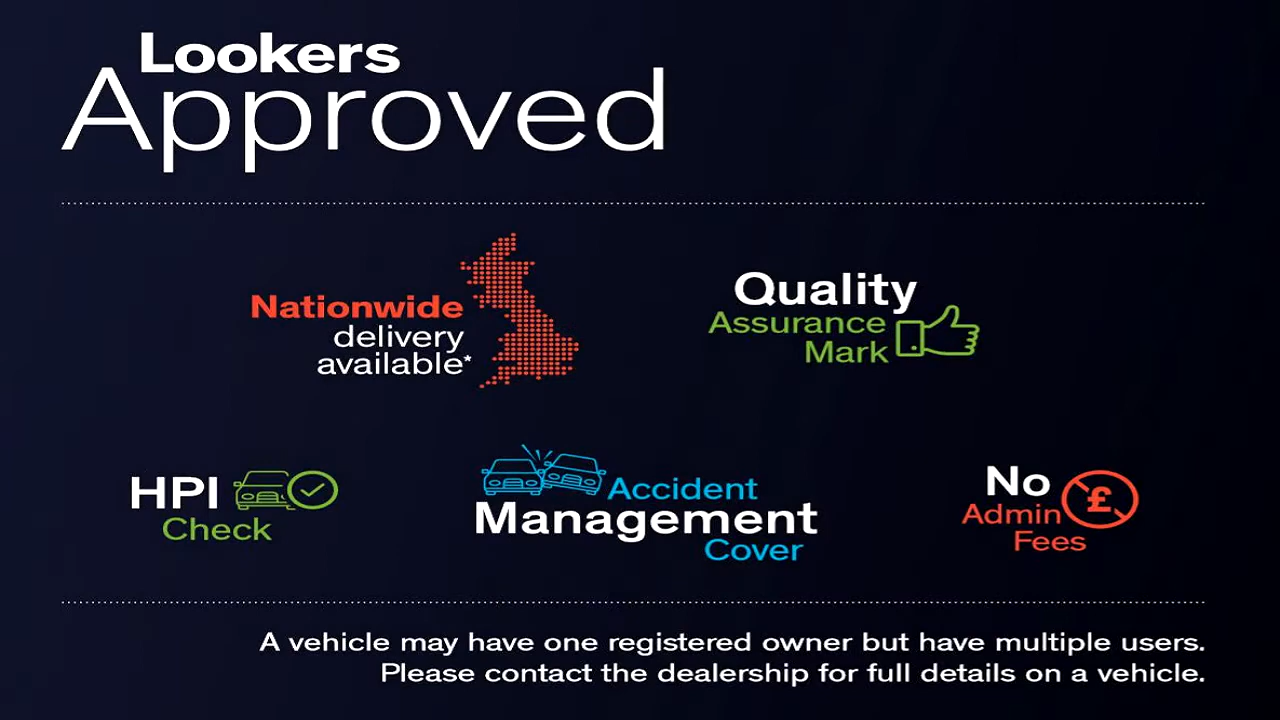 Lookers
Approved
Nationwide
delivery
available*
Quality
Assurance
Mark
HPI
Check
Accident
Management
Cover
No
£
Admin
Fees
A vehicle may have one registered owner but have multiple users.
Please contact the dealership for full details on a vehicle.